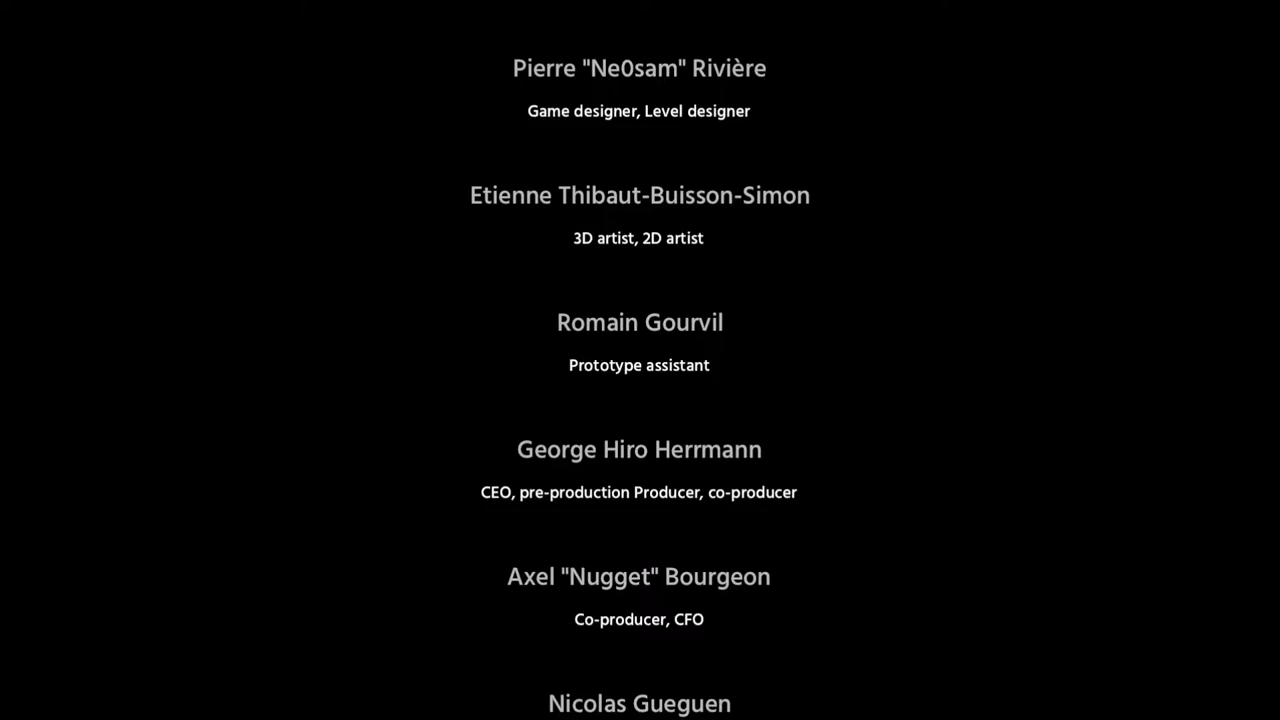 Pierre "Ne0sam" Rivière
Game designer, Level designer
Etienne Thibaut-Buisson-Simon
3D artist, 2D artist
Romain Gourvil
Prototype assistant
George Hiro Herrmann
CEO, pre-production Producer, co-producer
Axel "Nugget" Bourgeon
Co-producer, CFO
Nicolas Gueguen